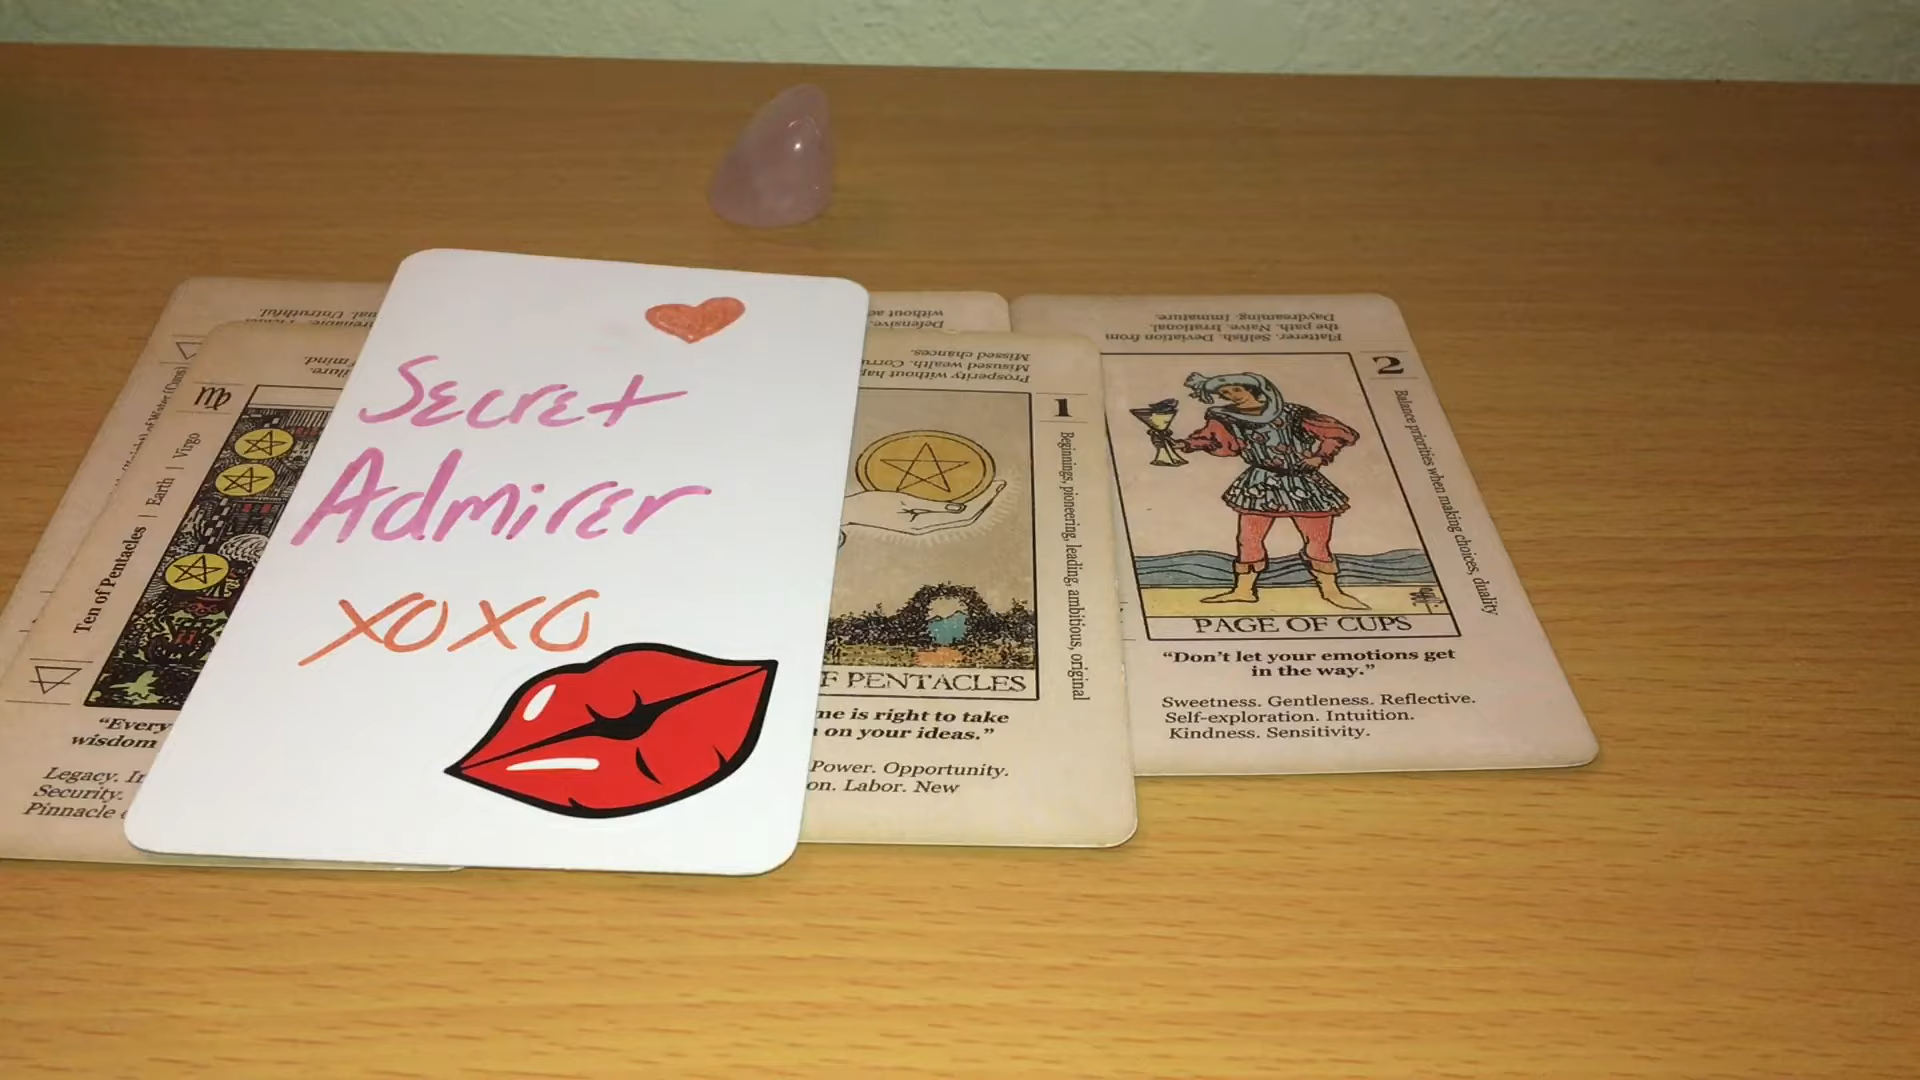 Secret
Admirer
XOXO
Untruthful.
mind.
Ten of Pentacles | Earth | Virgo
"Every
wisdom
Legacy.
Security.
Pinnacle
without
Defensive.
Missed chances.
Misused wealth.
Prosperity without
1
Beginnings, pioneering, leading, ambitious, original
F PENTACLES
me is right to take
on your ideas."
Power. Opportunity.
on. Labor. New
Daydreaming. Immature.
the path. Naive. Irrational.
Flatterer. Selfish. Deviation from
2
Balance priorities when making choices, duality
PAGE OF CUPS
"Don't let your emotions get
in the way."
Sweetness. Gentleness. Reflective.
Self-exploration. Intuition.
Kindness. Sensitivity.